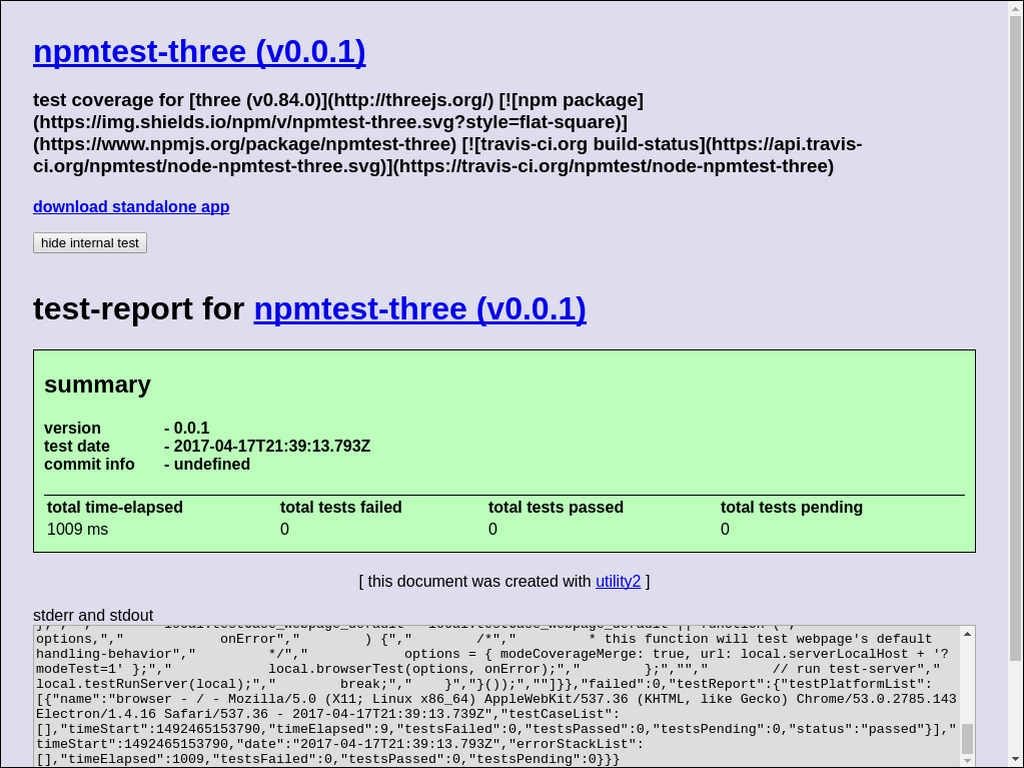 npmtest-three (v0.0.1)
test coverage for [three (v0.84.0)](http://threejs.org/) [![npm package]
(https://img.shields.io/npm/v/npmtest-three.svg?style=flat-square)]
(https://www.npmjs.org/package/npmtest-three) [![travis-ci.org build-status](https://api.travis-
ci.org/npmtest/node-npmtest-three.svg)](https://travis-ci.org/npmtest/node-npmtest-three)
download standalone app
hide internal test
test-report for npmtest-three (v0.0.1)
summary
version - 0.0.1
test date - 2017-04-17T21:39:13.793Z
commit info - undefined
total time-elapsed total tests failed total tests passed total tests pending
1009 ms 0 0 0
[ this document was created with utility2 ]
stderr and stdout
options,","            onError","        ) {","        /*","         * this function will test webpage's default
handling-behavior","         */","            options = { modeCoverageMerge: true, url: local.serverLocalHost + '?
modeTest=1' };","            local.browserTest(options, onError);","        };","","        // run test-server","
local.testRunServer(local);","        break;","    }","}());",""]}},"failed":0,"testReport":{"testPlatformList":
[{"name":"browser - / - Mozilla/5.0 (X11; Linux x86_64) AppleWebKit/537.36 (KHTML, like Gecko) Chrome/53.0.2785.143
Electron/1.4.16 Safari/537.36 - 2017-04-17T21:39:13.739Z","testCaseList":
[],"timeStart":1492465153790,"timeElapsed":9,"testsFailed":0,"testsPassed":0,"testsPending":0,"status":"passed"}],"
timeStart":1492465153790,"date":"2017-04-17T21:39:13.793Z","errorStackList":
[],"timeElapsed":1009,"testsFailed":0,"testsPassed":0,"testsPending":0}}}